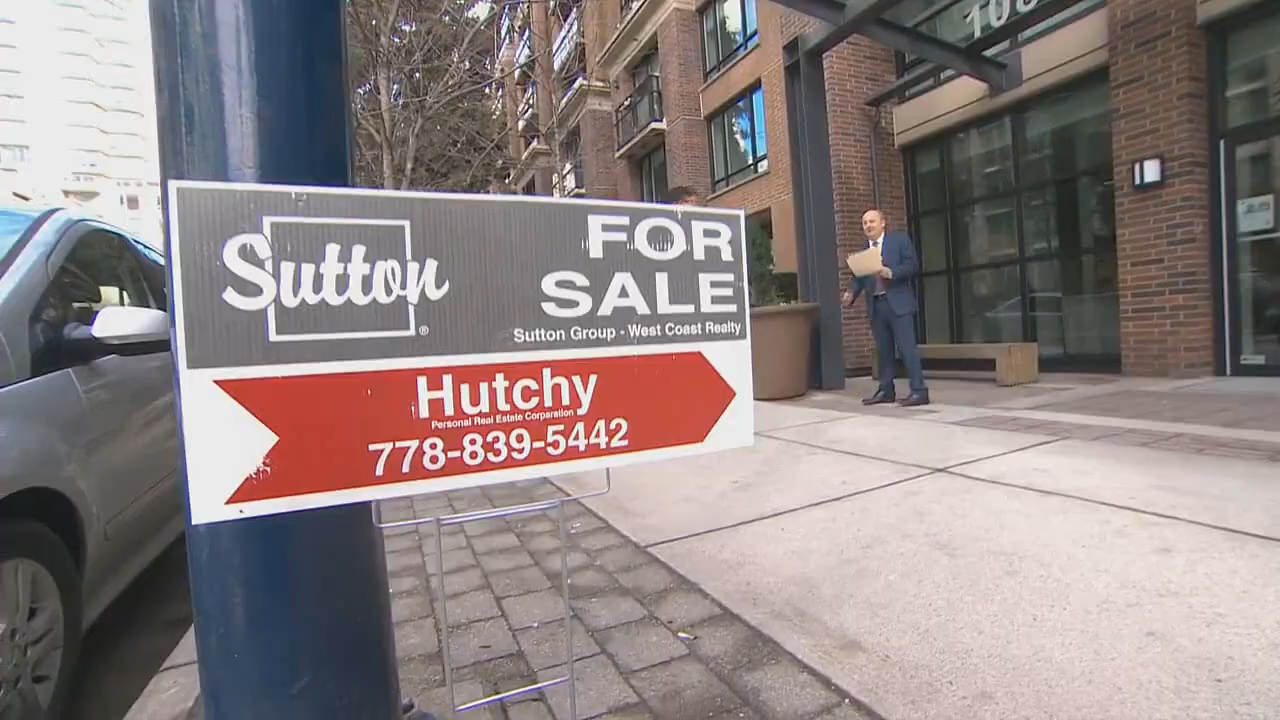 Sutton
®
FOR
SALE
Sutton Group - West Coast Realty
Hutchy
Personal Real Estate Corporation
778-839-5442